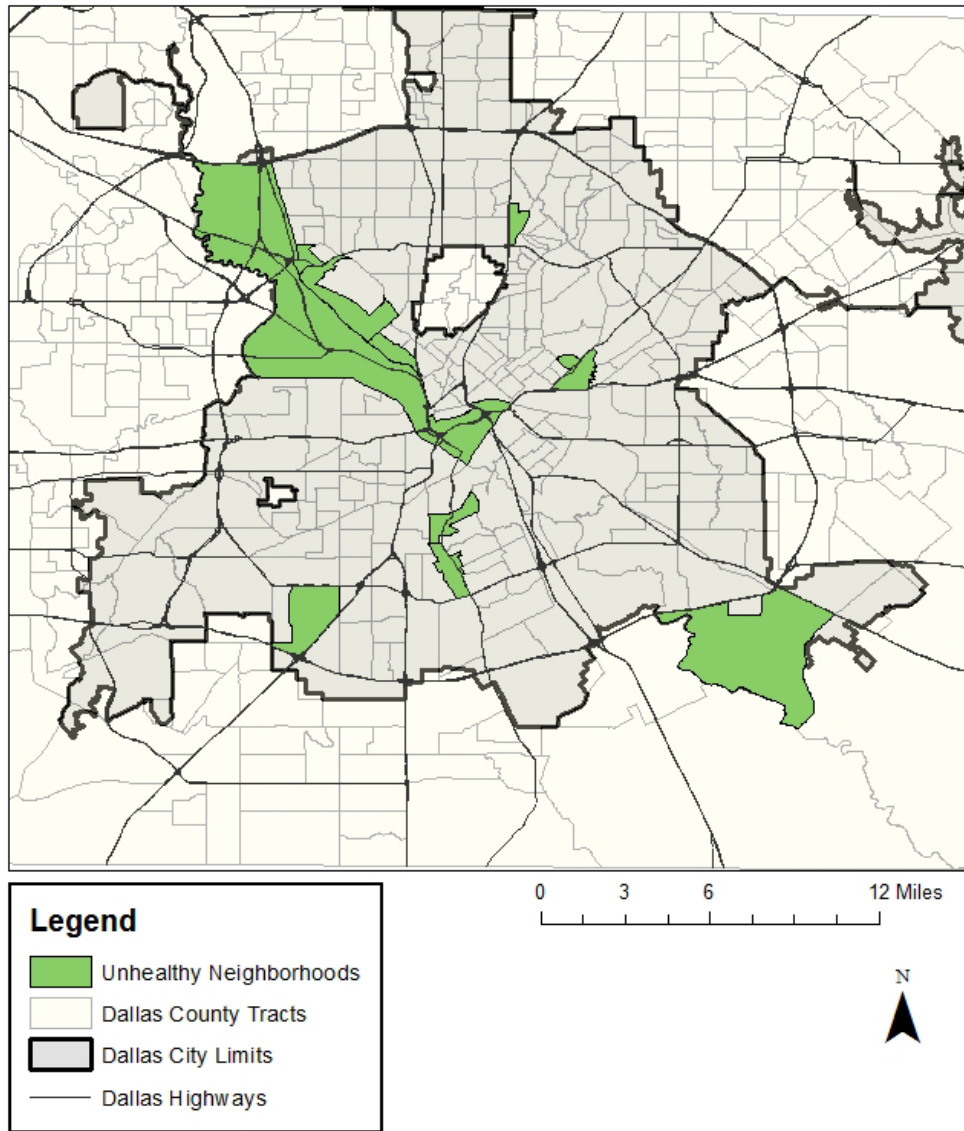 0 3 6 12 Miles
Legend
Unhealthy Neighborhoods
Dallas County Tracts
Dallas City Limits
Dallas Highways
N